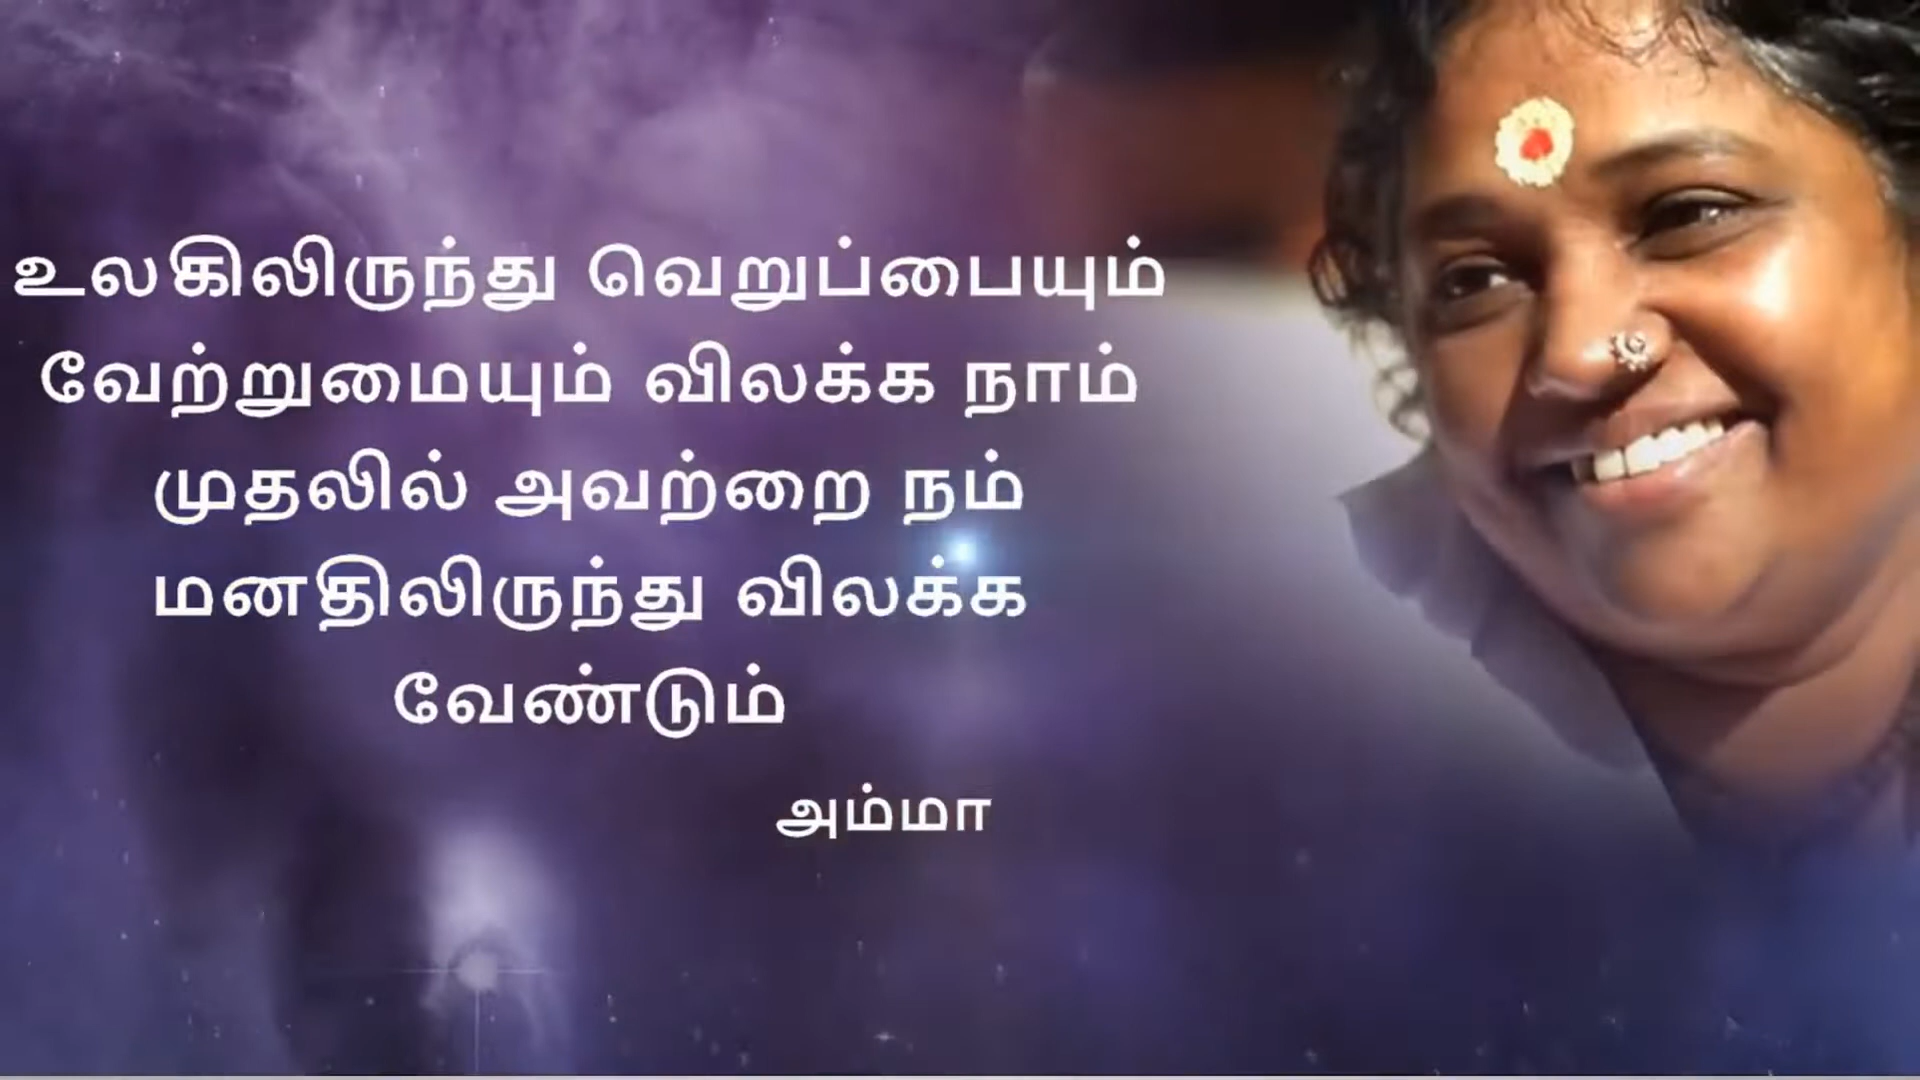 உலகிலிருந்து வெறுப்பையும்
வேற்றுமையும் விலக்க நாம்
முதலில் அவற்றை நம்
மனதிலிருந்து விலக்க
வேண்டும்
அம்மா